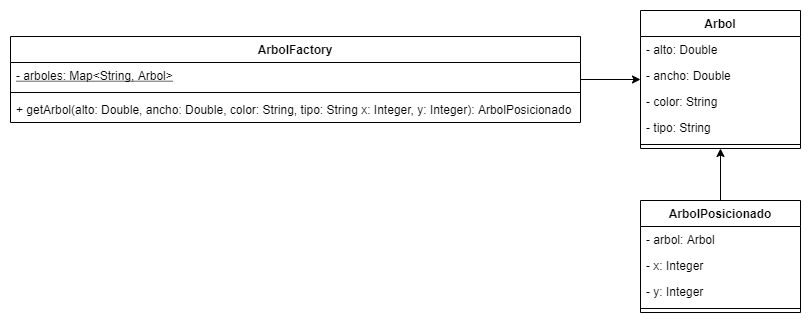 ArbolFactory
- arboles: Map<String, Arbol>
+ getArbol(alto: Double, ancho: Double, color: String, tipo: String x: Integer, y: Integer): ArbolPosicionado
Arbol
- alto: Double
- ancho: Double
- color: String
- tipo: String
ArbolPosicionado
- arbol: Arbol
- x: Integer
- y: Integer